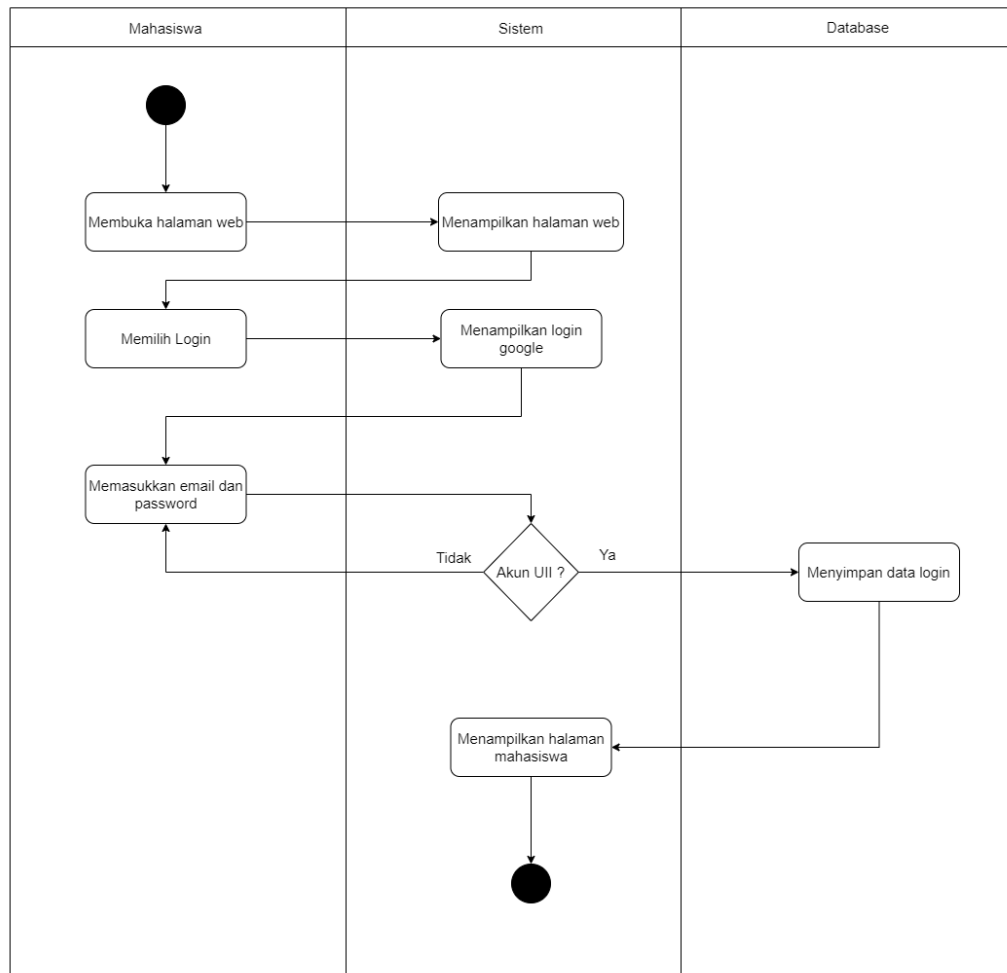 Mahasiswa
Sistem
Database
Membuka halaman web
Menampilkan halaman web
Memilih Login
Menampilkan login
google
Memasukkan email dan
password
Tidak
Akun UII ?
Ya
Menyimpan data login
Menampilkan halaman
mahasiswa